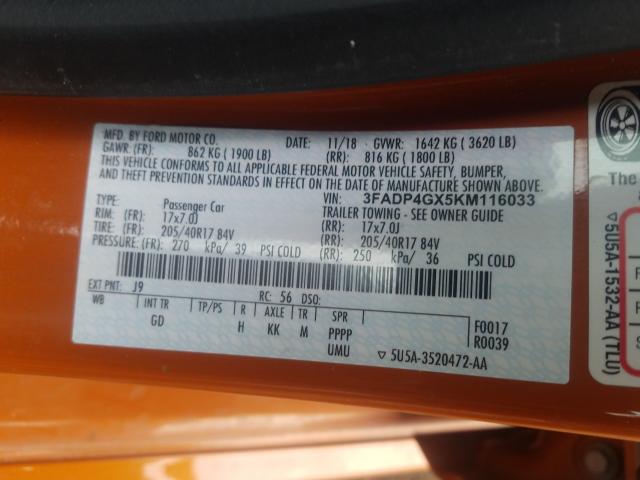 MFD. BY FORD MOTOR CO. DATE: 11/18 GVWR: 1642 KG ( 3620 LB)
GAWR: (FR): 862 KG ( 1900 LB) (RR): 816 KG ( 1800 LB)
THIS VEHICLE CONFORMS TO ALL APPLICABLE FEDERAL MOTOR VEHICLE SAFETY, BUMPER,
AND THEFT PREVENTION STANDARDS IN EFFECT ON THE DATE OF MANUFACTURE SHOWN ABOVE.
VIN: 3FADP4GX5KM116033
TYPE: Passenger Car TRAILER TOWING - SEE OWNER GUIDE
RIM: (FR): 17x7.0J (RR): 17x7.0J
TIRE: (FR): 205/40R17 84V (RR): 205/40R17 84V
PRESSURE: (FR): 270 kPa/ 39 PSI COLD (RR): 250 kPa/ 36 PSI COLD
EXT PNT: J9 RC: 56 DSO:
WB INT TR TP/PS R AXLE TR SPR F0017
GD H KK M PPPP R0039
UMU ▽5U5A-3520472-AA
The
▽5U5A-1532-AA (TLU)